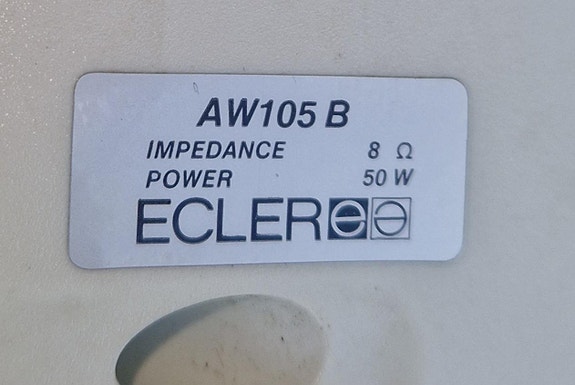 AW105 B
IMPEDANCE 8 Ω
POWER 50 W
ECLER